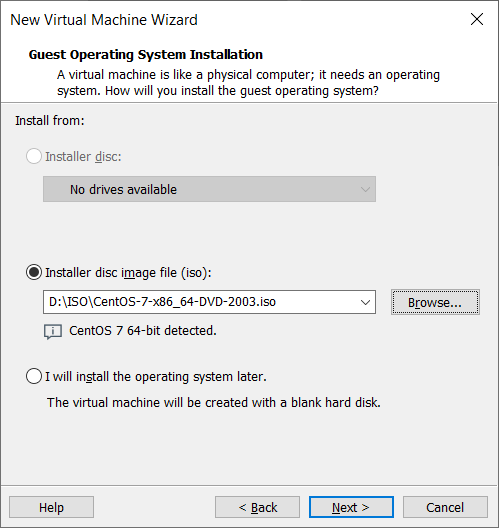 New Virtual Machine Wizard
Guest Operating System Installation
A virtual machine is like a physical computer; it needs an operating
system. How will you install the guest operating system?
Install from:
Installer disc:
No drives available
Installer disc image file (iso):
D:\ISO\CentOS-7-x86_64-DVD-2003.iso
Browse...
CentOS 7 64-bit detected.
I will install the operating system later.
The virtual machine will be created with a blank hard disk.
Help
< Back
Next >
Cancel